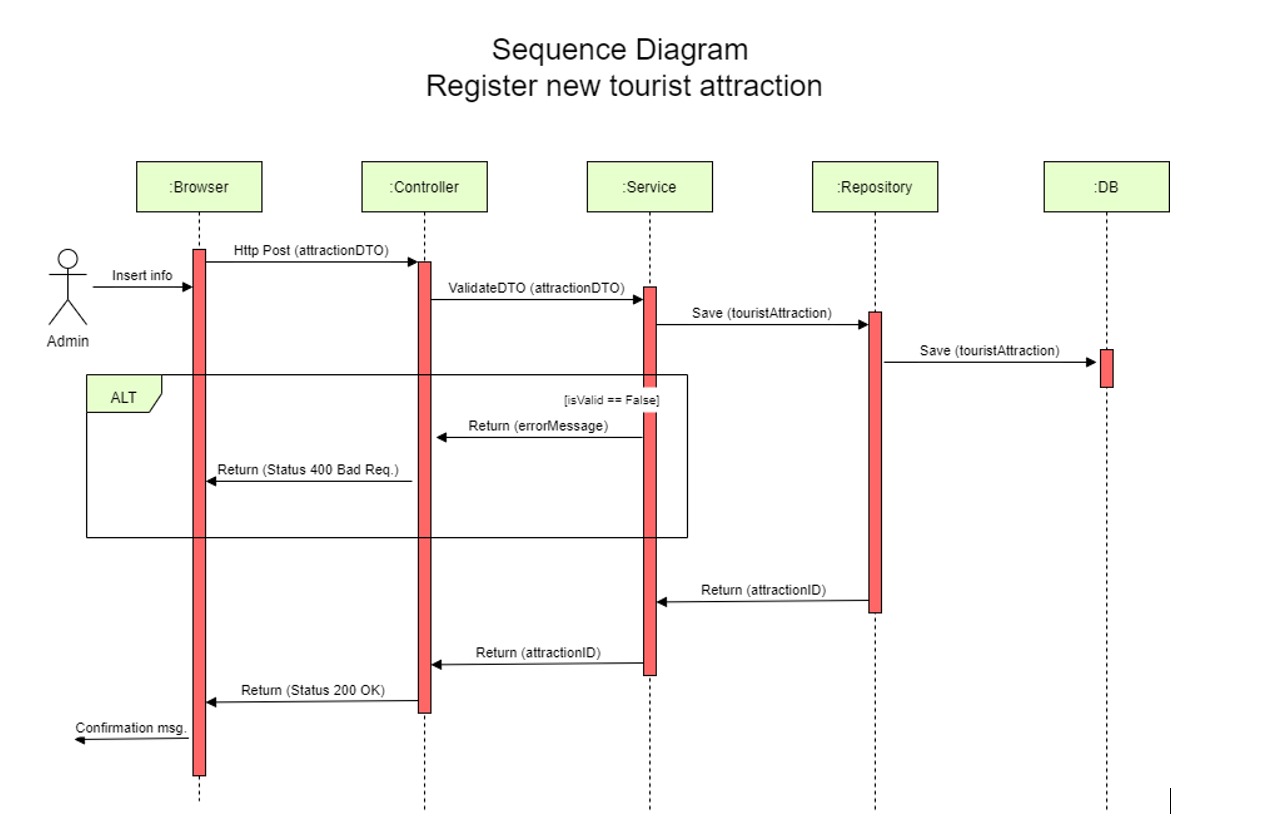 Sequence Diagram
Register new tourist attraction
:Browser
:Controller
:Service
:Repository
:DB
Http Post (attractionDTO)
Insert info
ValidateDTO (attractionDTO)
Save (touristAttraction)
Admin
Save (touristAttraction)
ALT
[isValid == False]
Return (errorMessage)
Return (Status 400 Bad Req.)
Return (attractionID)
Return (attractionID)
Return (Status 200 OK)
Confirmation msg.